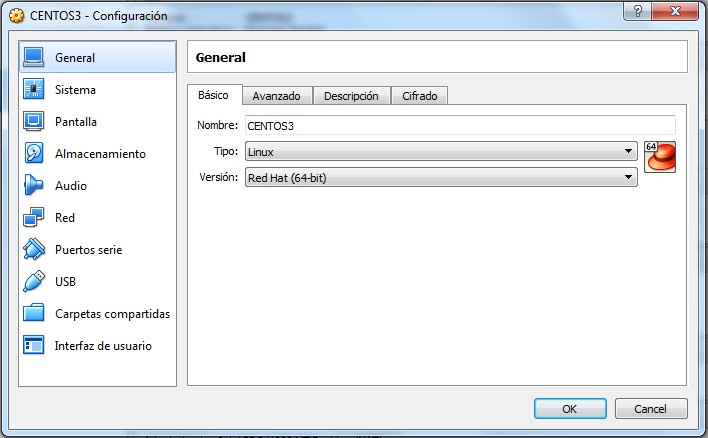 CENTOS3 - Configuración
General
Sistema
Pantalla
Almacenamiento
Audio
Red
Puertos serie
USB
Carpetas compartidas
Interfaz de usuario
General
Básico Avanzado Descripción Cifrado
Nombre: CENTOS3
Tipo: Linux
64
Versión: Red Hat (64-bit)
OK Cancel